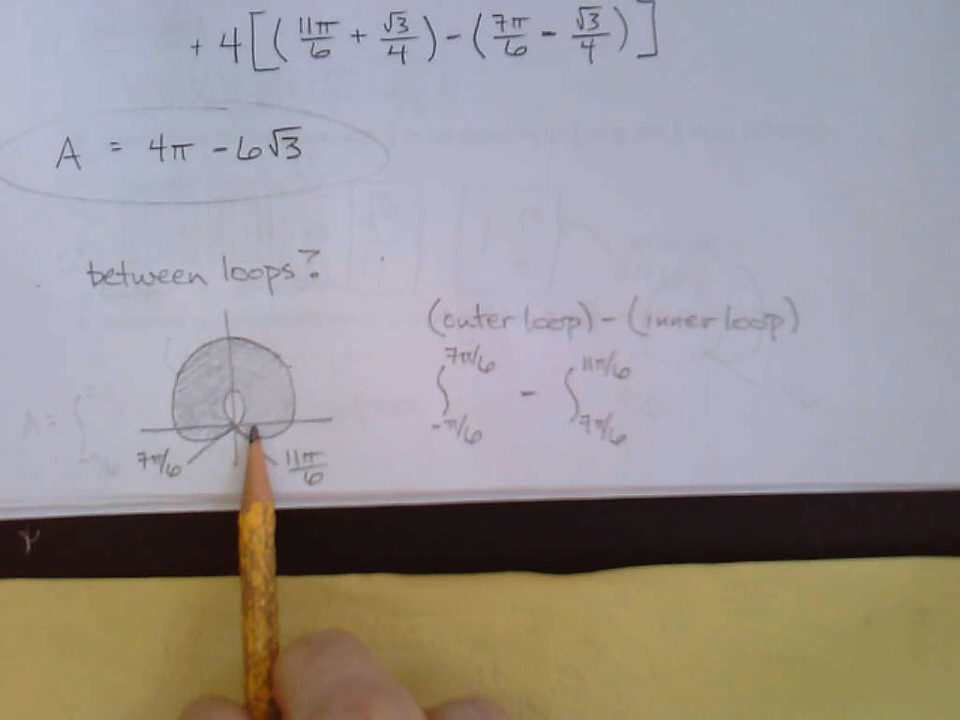 + 4[(11π/6 + √3/4) - (7π/6 - √3/4)]
A = 4π - 6√3
between loops?
(outer loop) - (inner loop)
∫_{-π/6}^{7π/6} - ∫_{7π/6}^{11π/6}
7π/6 11π/6